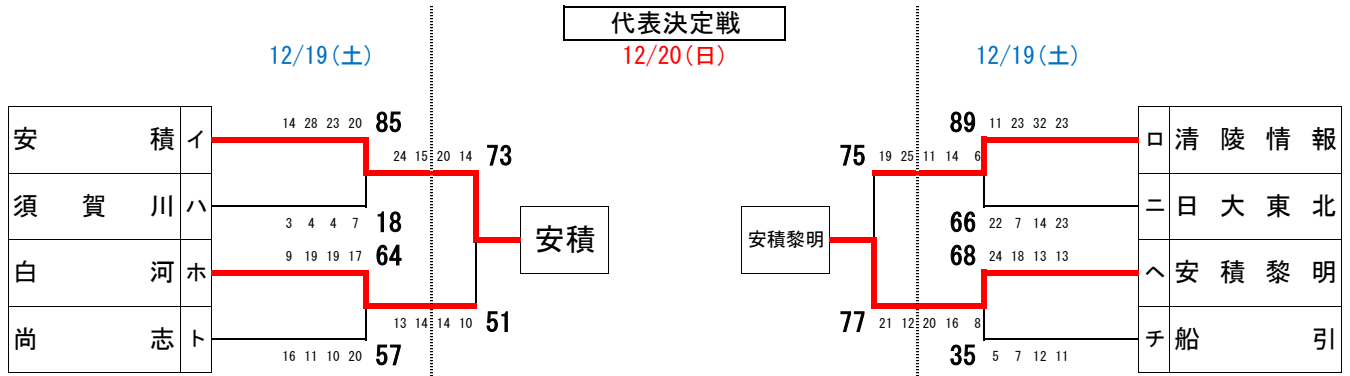 代表決定戦
12/19(土)
12/20(日)
12/19(土)
安積 イ
14 28 23 20 85
24 15 20 14 73
須賀川 ハ
3 4 4 7 18
白河 ホ
9 19 19 17 64
13 14 14 10 51
尚志 ト
16 11 10 20 57
安積
安積黎明
89 11 23 32 23
ロ 清陵情報
75 19 25 11 14 6
66 22 7 14 23
ニ 日大東北
68 24 18 13 13
ヘ 安積黎明
77 21 12 20 16 8
35 5 7 12 11
チ 船引